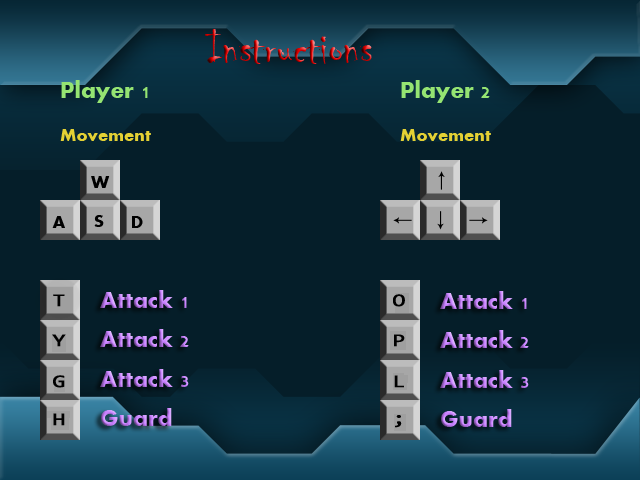 Instructions
Player 1 Player 2
Movement Movement
W ↑
A S D ← ↓ →
T Attack 1 O Attack 1
Y Attack 2 P Attack 2
G Attack 3 L Attack 3
H Guard ; Guard